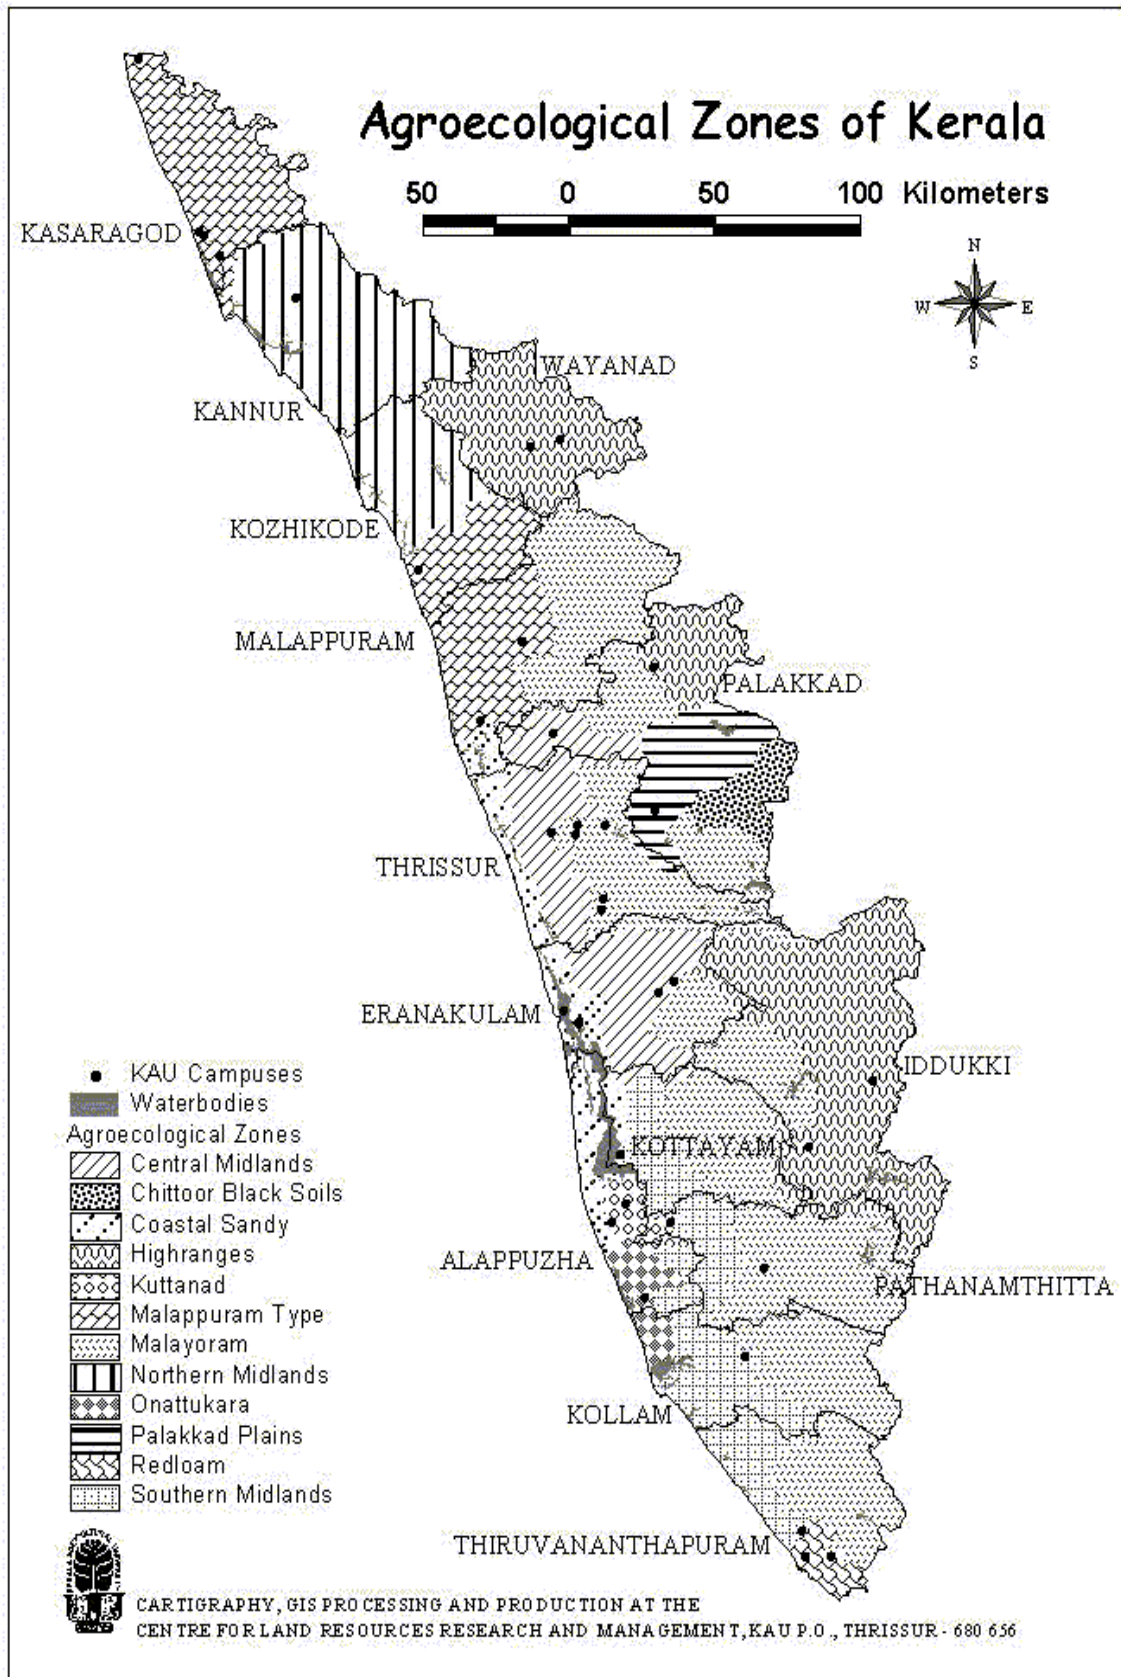 Agroecological Zones of Kerala
50 0 50 100 Kilometers
N
W E
S
KASARAGOD
WAYANAD
KANNUR
KOZHIKODE
MALAPPURAM
PALAKKAD
THRISSUR
ERANAKULAM
IDDUKKI
KOTTAYAM
ALAPPUZHA
PATHANAMTHITTA
KOLLAM
THIRUVANANTHAPURAM
KAU Campuses
Waterbodies
Agroecological Zones
Central Midlands
Chittoor Black Soils
Coastal Sandy
Highranges
Kuttanad
Malappuram Type
Malayoram
Northern Midlands
Onattukara
Palakkad Plains
Redloam
Southern Midlands
CARTIGRAPHY, GIS PROCESSING AND PRODUCTION AT THE
CENTRE FOR LAND RESOURCES RESEARCH AND MANAGEMENT, KAU P.O., THRISSUR - 680 656